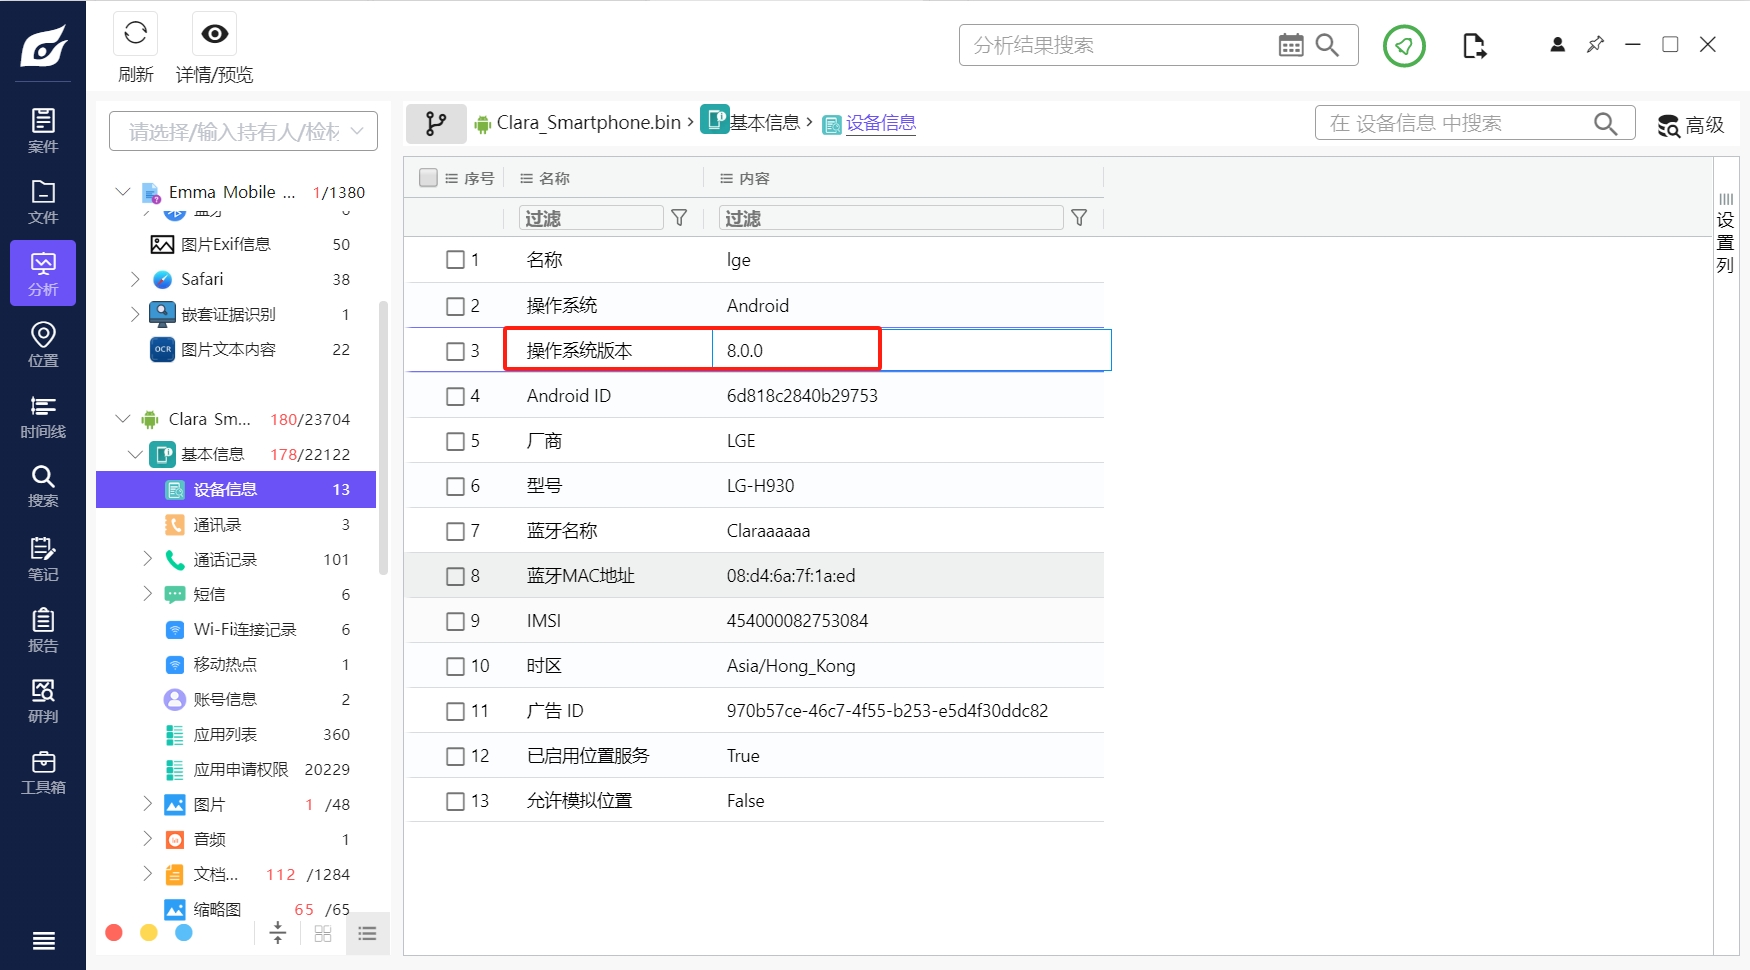 刷新
详情/预览
分析结果搜索
案件
文件
分析
位置
时间线
搜索
笔记
报告
研判
工具箱
请选择/输入持有人/检材
Emma Mobile ... 1/1380
图片Exif信息 50
Safari 38
嵌套证据识别 1
OCR 图片文本内容 22
Clara Sm... 180/23704
基本信息 178/22122
设备信息 13
通讯录 3
通话记录 101
短信 6
Wi-Fi连接记录 6
移动热点 1
账号信息 2
应用列表 360
应用申请权限 20229
图片 1 /48
音频 1
文档... 112 /1284
缩略图 65 /65
Clara_Smartphone.bin › 基本信息 › 设备信息
在 设备信息 中搜索
高级
序号 名称 内容
过滤 过滤
1 名称 lge
2 操作系统 Android
3 操作系统版本 8.0.0
4 Android ID 6d818c2840b29753
5 厂商 LGE
6 型号 LG-H930
7 蓝牙名称 Claraaaaaa
8 蓝牙MAC地址 08:d4:6a:7f:1a:ed
9 IMSI 454000082753084
10 时区 Asia/Hong_Kong
11 广告 ID 970b57ce-46c7-4f55-b253-e5d4f30ddc82
12 已启用位置服务 True
13 允许模拟位置 False
设置列